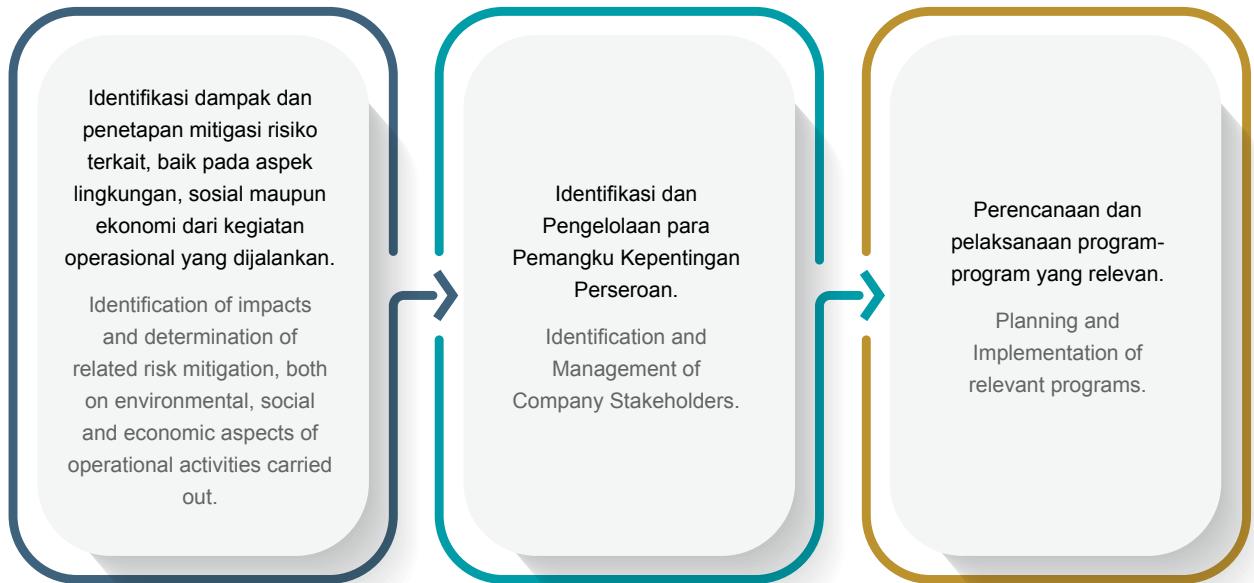 Identifikasi dampak dan
penetapan mitigasi risiko
terkait, baik pada aspek
lingkungan, sosial maupun
ekonomi dari kegiatan
operasional yang dijalankan.
Identification of impacts
and determination of
related risk mitigation, both
on environmental, social
and economic aspects of
operational activities carried
out.
Identifikasi dan
Pengelolaan para
Pemangku Kepentingan
Perseroan.
Identification and
Management of
Company Stakeholders.
Perencanaan dan
pelaksanaan program-
program yang relevan.
Planning and
Implementation of
relevant programs.